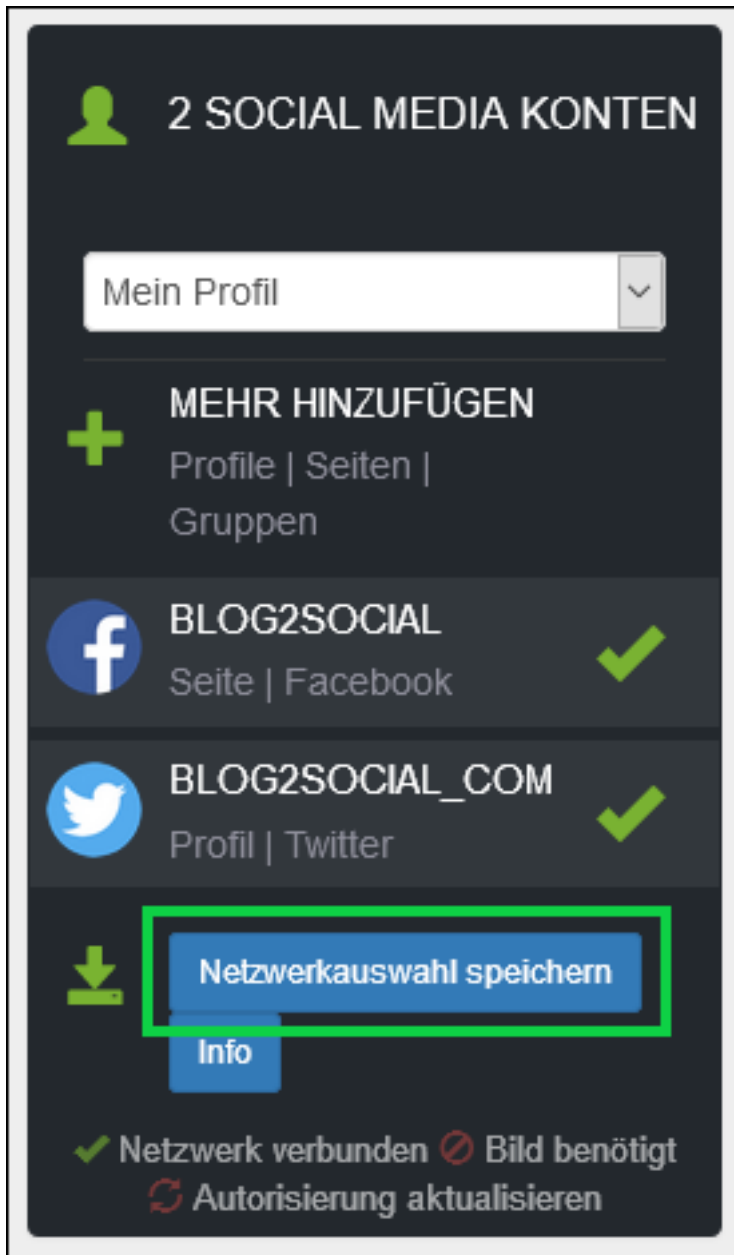 2 SOCIAL MEDIA KONTEN
Mein Profil
MEHR HINZUFÜGEN
Profile | Seiten |
Gruppen
BLOG2SOCIAL
Seite | Facebook
BLOG2SOCIAL_COM
Profil | Twitter
Netzwerkauswahl speichern
Info
Netzwerk verbunden Bild benötigt
Autorisierung aktualisieren